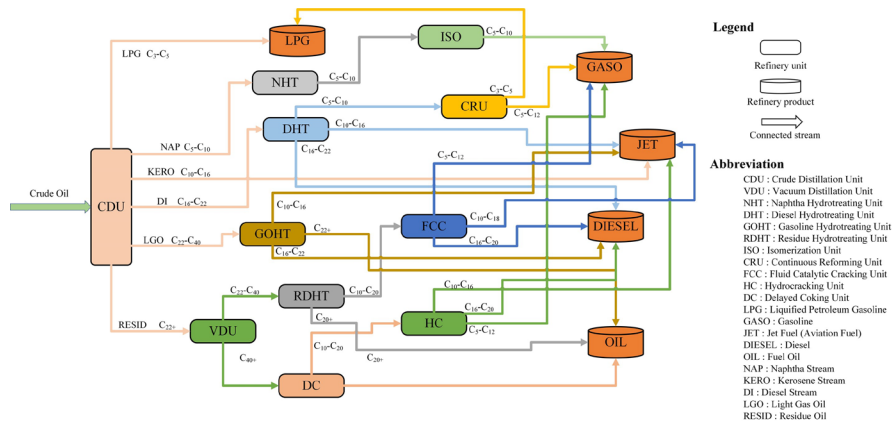 LPG
ISO
C5-C10
GASO
LPG C3-C5
NHT
C5-C10
C3-C5
CRU
C5-C12
C5-C10
DHT
C10-C16
C16-C22
JET
NAP C5-C10
KERO C10-C16
C5-C12
Crude Oil
CDU
DI C16-C22
C10-C16
C10-C18
GOHT
C22+
FCC
DIESEL
LGO C22-C40
C16-C22
C16-C20
C22-C40
RDHT
C10-C20
C10-C16
C16-C20
RESID C22+
VDU
C20+
HC
C5-C12
OIL
C10-C20
C20+
C40+
DC
Legend
Refinery unit
Refinery product
Connected stream
Abbreviation
CDU : Crude Distillation Unit
VDU : Vacuum Distillation Unit
NHT : Naphtha Hydrotreating Unit
DHT : Diesel Hydrotreating Unit
GOHT : Gasoline Hydrotreating Unit
RDHT : Residue Hydrotreating Unit
ISO : Isomerization Unit
CRU : Continuous Reforming Unit
FCC : Fluid Catalytic Cracking Unit
HC : Hydrocracking Unit
DC : Delayed Coking Unit
LPG : Liquified Petroleum Gasoline
GASO : Gasoline
JET : Jet Fuel (Aviation Fuel)
DIESEL : Diesel
OIL : Fuel Oil
NAP : Naphtha Stream
KERO : Kerosene Stream
DI : Diesel Stream
LGO : Light Gas Oil
RESID : Residue Oil